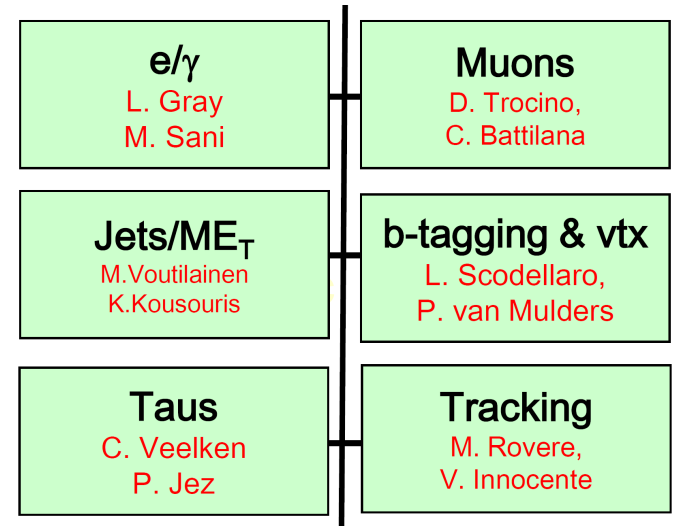 e/γ
L. Gray
M. Sani
Muons
D. Trocino,
C. Battilana
Jets/MET
M.Voutilainen
K.Kousouris
b-tagging & vtx
L. Scodellaro,
P. van Mulders
Taus
C. Veelken
P. Jez
Tracking
M. Rovere,
V. Innocente